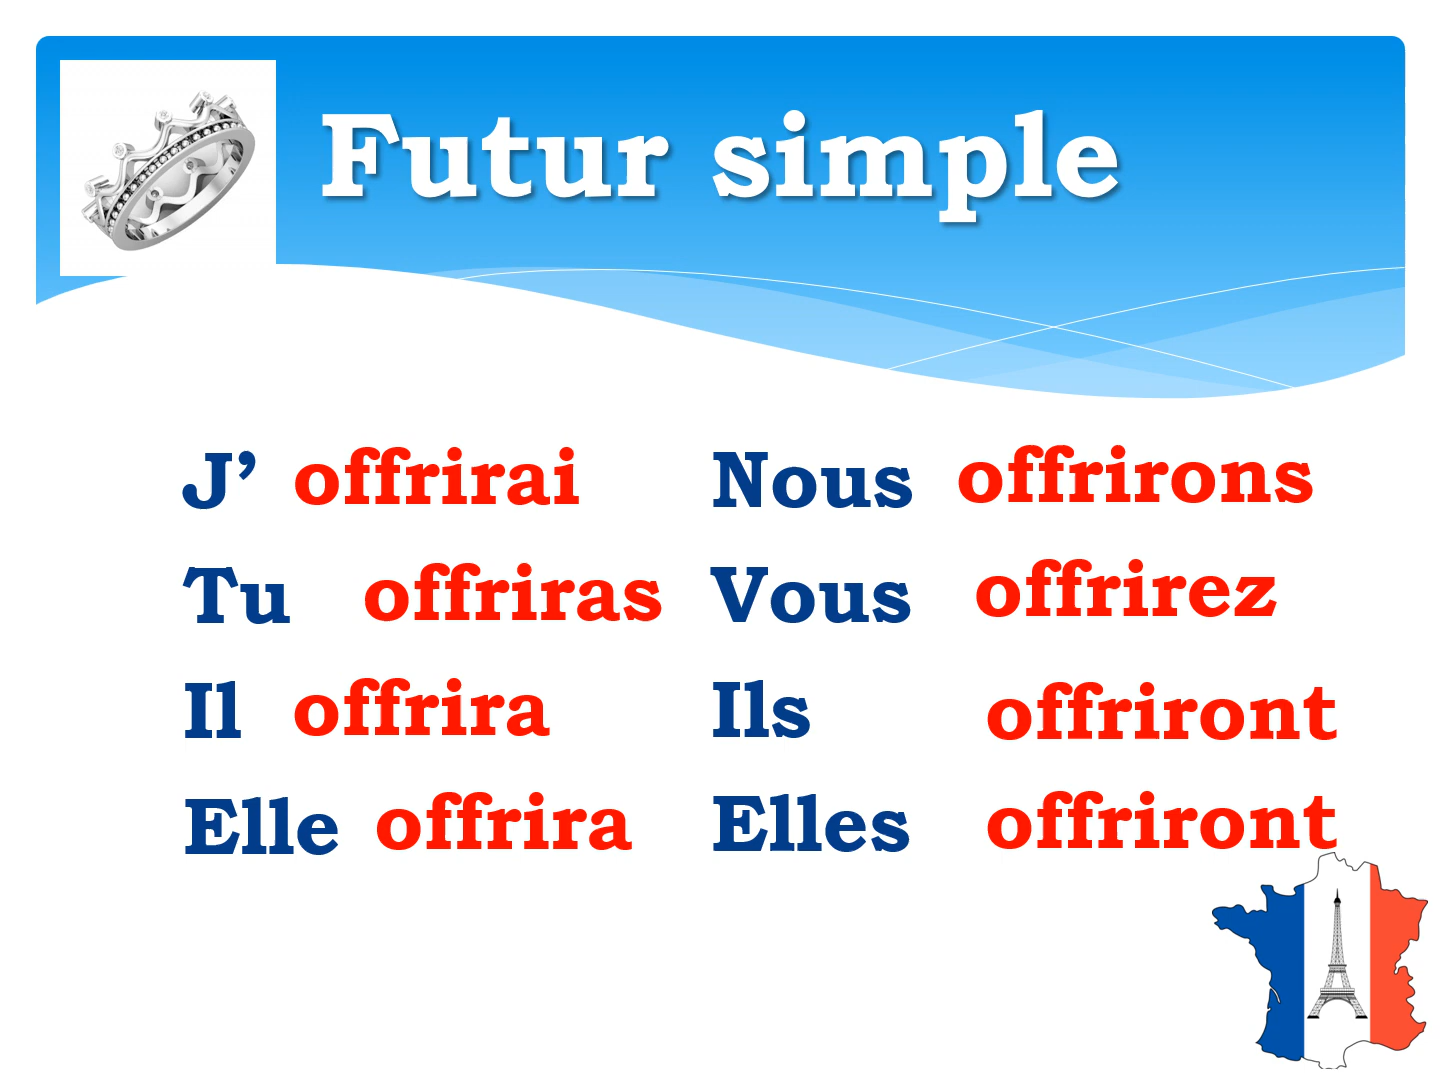 Futur simple
J' offrirai
Tu offriras
Il offrira
Elle offrira
Nous offrirons
Vous offrirez
Ils offriront
Elles offriront